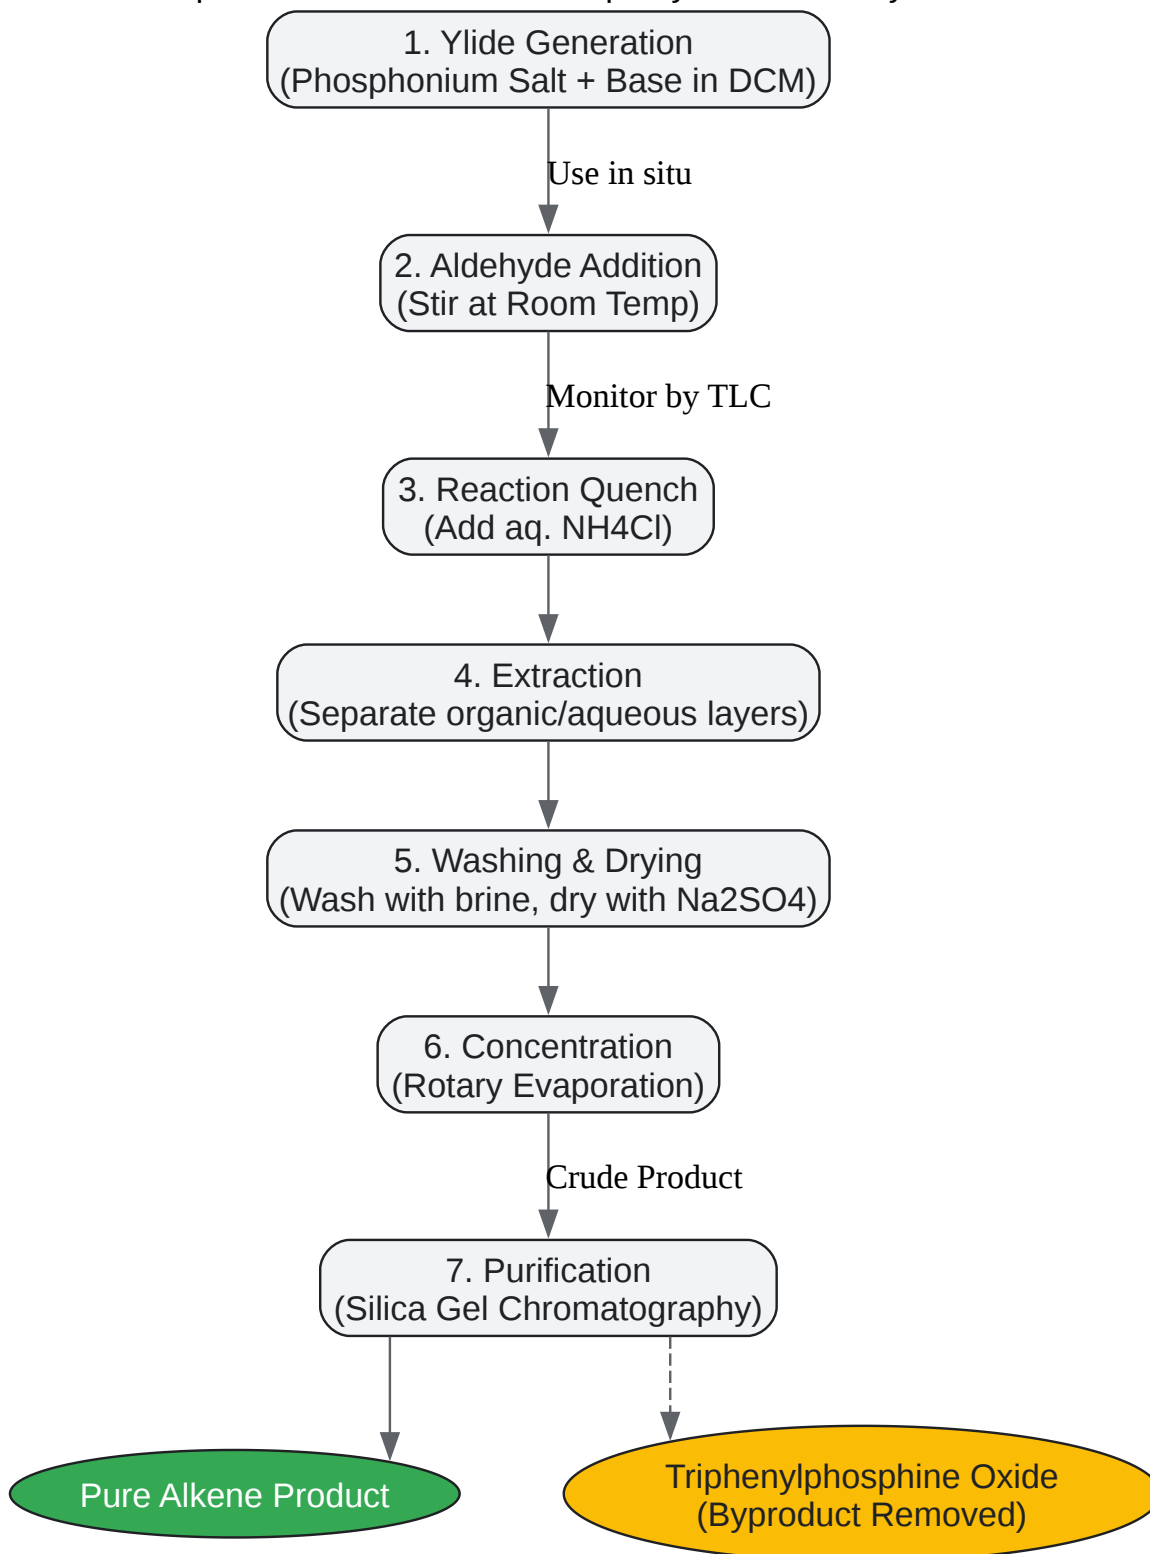 1. Ylide Generation
(Phosphonium Salt + Base in DCM)
Use in situ
2. Aldehyde Addition
(Stir at Room Temp)
Monitor by TLC
3. Reaction Quench
(Add aq. NH4Cl)
4. Extraction
(Separate organic/aqueous layers)
5. Washing & Drying
(Wash with brine, dry with Na2SO4)
6. Concentration
(Rotary Evaporation)
Crude Product
7. Purification
(Silica Gel Chromatography)
Pure Alkene Product
Triphenylphosphine Oxide
(Byproduct Removed)